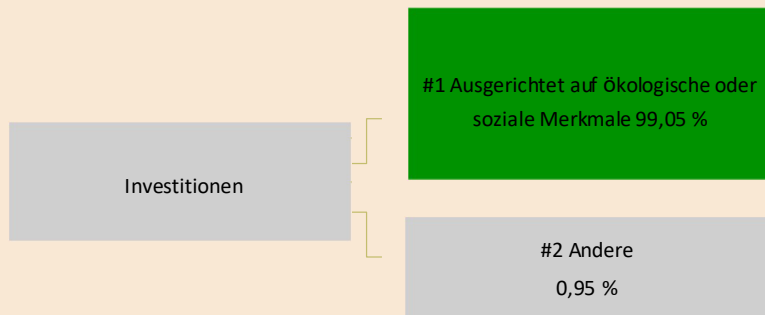 #1 Ausgerichtet auf ökologische oder
soziale Merkmale 99,05 %
Investitionen
#2 Andere
0,95 %